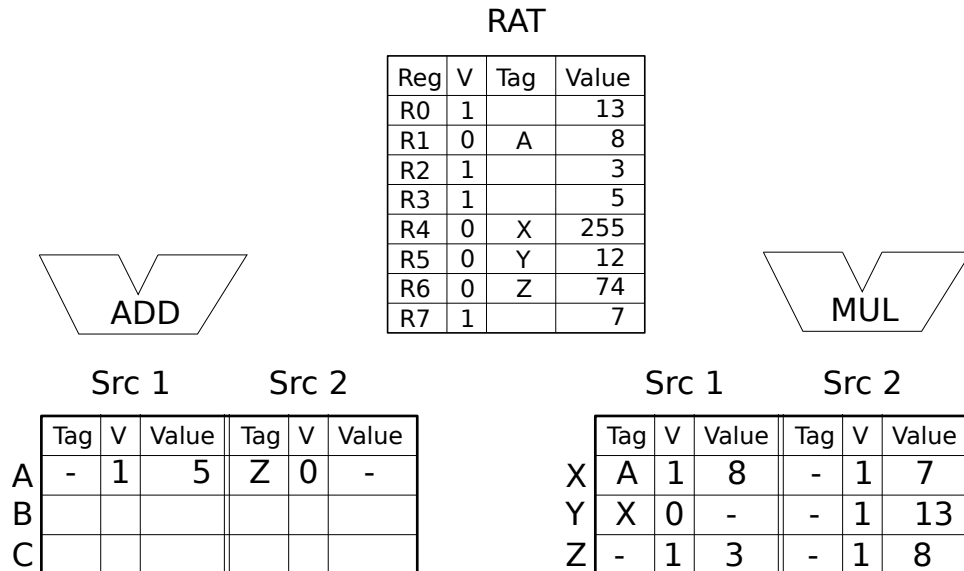 RAT
Reg V Tag Value
R0 1 13
R1 0 A 8
R2 1 3
R3 1 5
R4 0 X 255
R5 0 Y 12
R6 0 Z 74
R7 1 7
ADD
MUL
Src 1 Src 2
Tag V Value Tag V Value
A - 1 5 Z 0 -
B
C
Src 1 Src 2
Tag V Value Tag V Value
X A 1 8 - 1 7
Y X 0 - - 1 13
Z - 1 3 - 1 8